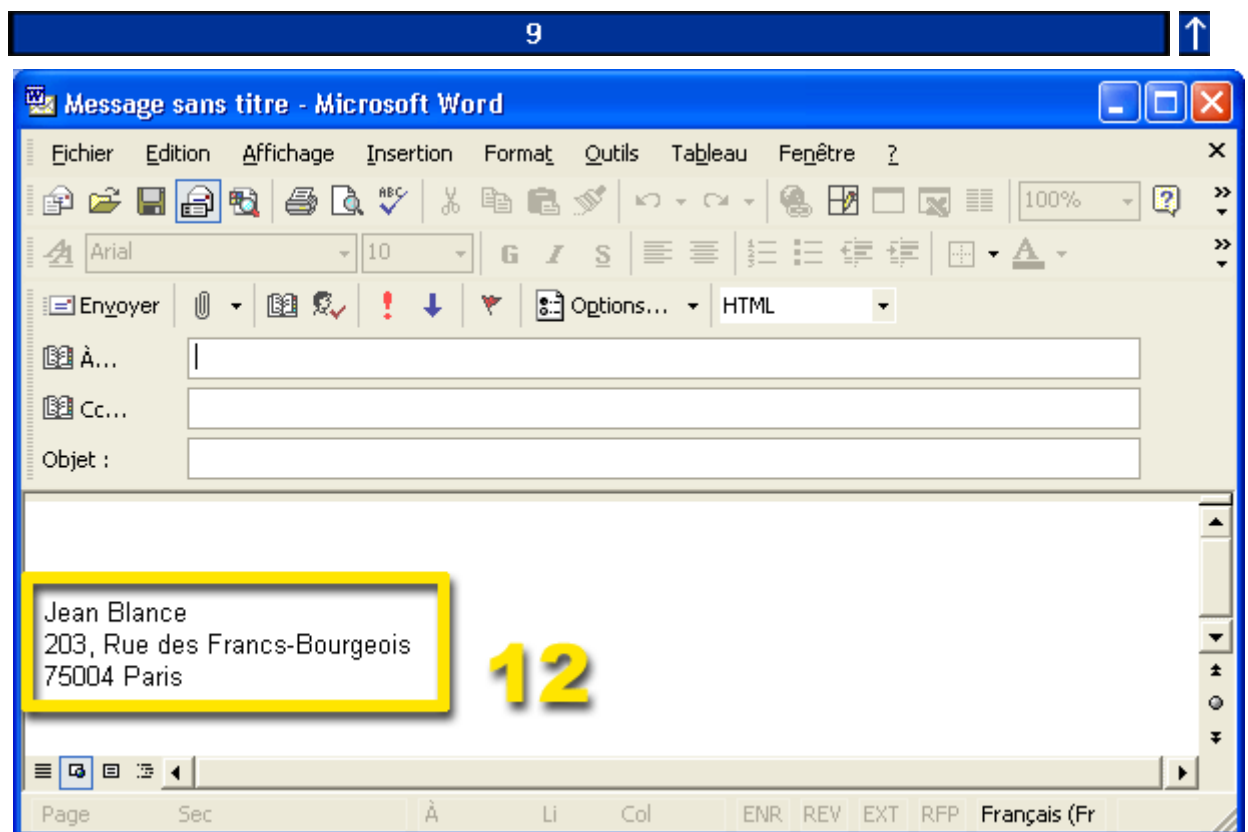 9 ↑
Message sans titre - Microsoft Word
Fichier Edition Affichage Insertion Format Outils Tableau Fenêtre ?
ABC 100%
Arial 10 G I S A
Envoyer Options... HTML
À...
Cc...
Objet :
Jean Blance
203, Rue des Francs-Bourgeois
75004 Paris
12
Page Sec À Li Col ENR REV EXT RFP Français (Fr